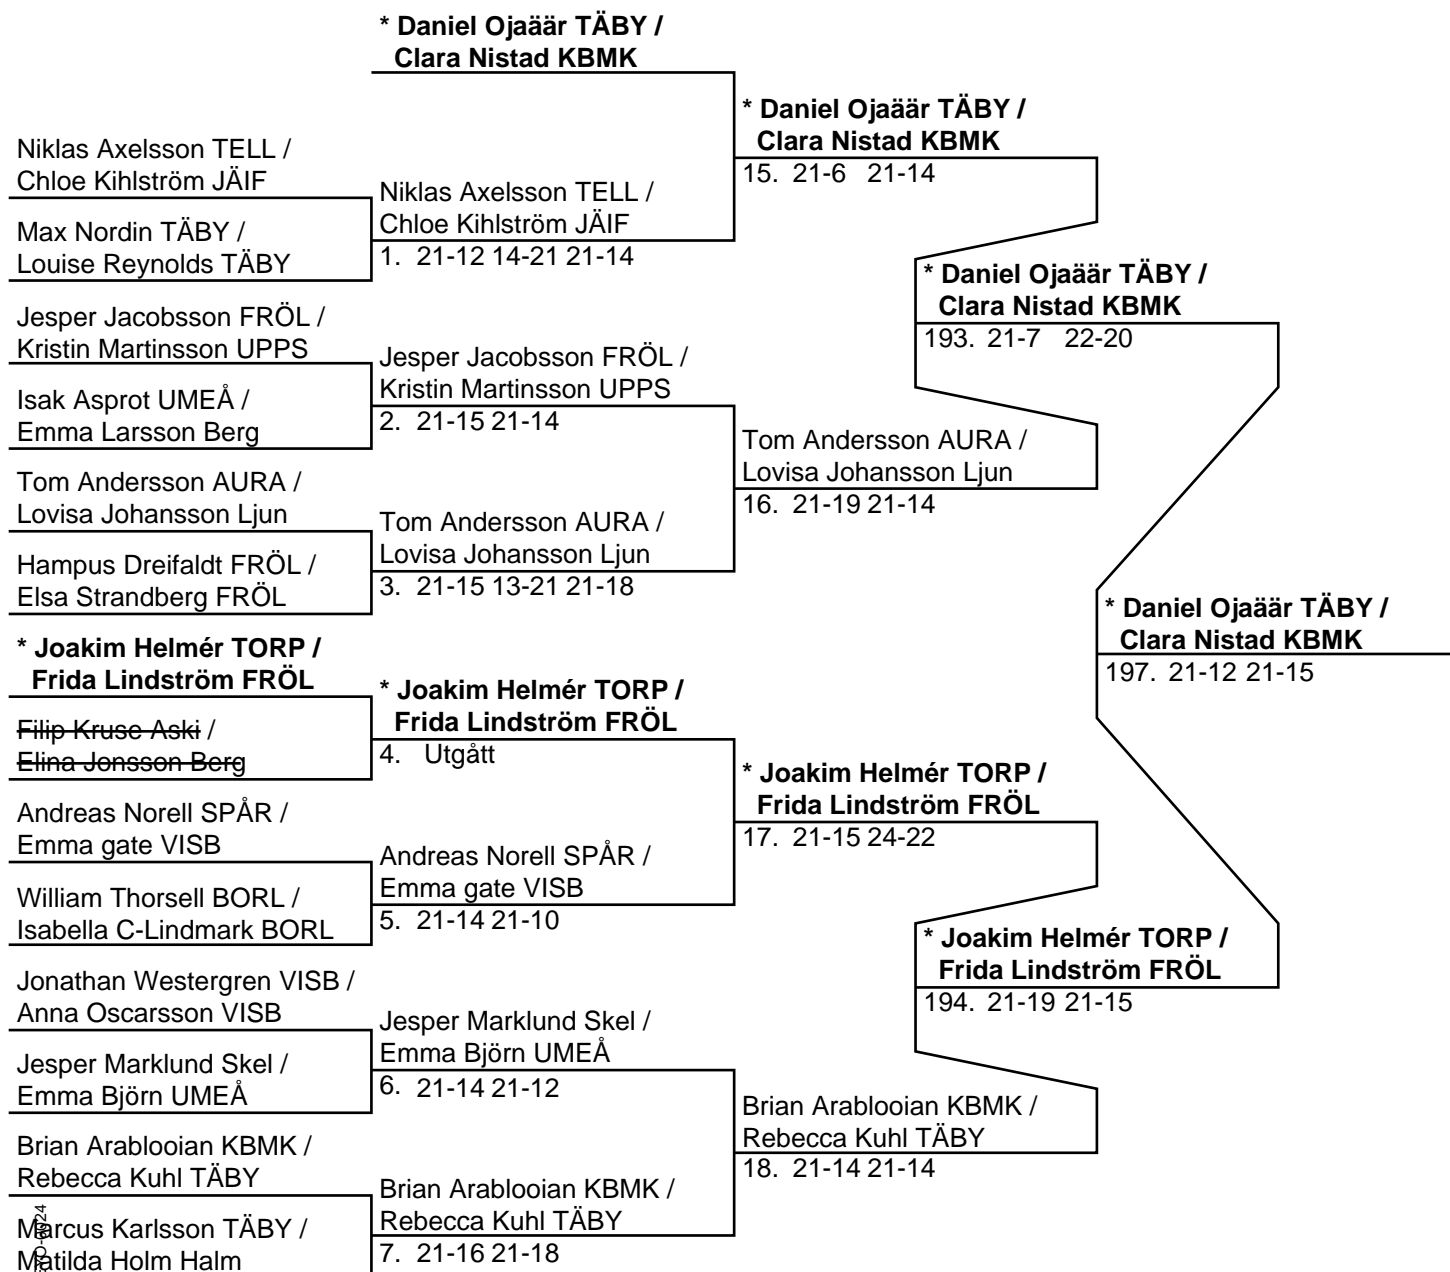 * Daniel Ojaäär TÄBY /
Clara Nistad KBMK
Niklas Axelsson TELL /
Chloe Kihlström JÄIF
Max Nordin TÄBY /
Louise Reynolds TÄBY
Jesper Jacobsson FRÖL /
Kristin Martinsson UPPS
Isak Asprot UMEÅ /
Emma Larsson Berg
Tom Andersson AURA /
Lovisa Johansson Ljun
Hampus Dreifaldt FRÖL /
Elsa Strandberg FRÖL
* Joakim Helmér TORP /
Frida Lindström FRÖL
Filip Kruse Aski /
Elina Jonsson Berg
Andreas Norell SPÅR /
Emma gate VISB
William Thorsell BORL /
Isabella C-Lindmark BORL
Jonathan Westergren VISB /
Anna Oscarsson VISB
Jesper Marklund Skel /
Emma Björn UMEÅ
Brian Arablooian KBMK /
Rebecca Kuhl TÄBY
Marcus Karlsson TÄBY /
Matilda Holm Halm
Niklas Axelsson TELL /
Chloe Kihlström JÄIF
1. 21-12 14-21 21-14
Jesper Jacobsson FRÖL /
Kristin Martinsson UPPS
2. 21-15 21-14
Tom Andersson AURA /
Lovisa Johansson Ljun
3. 21-15 13-21 21-18
* Joakim Helmér TORP /
Frida Lindström FRÖL
4. Utgått
Andreas Norell SPÅR /
Emma gate VISB
5. 21-14 21-10
Jesper Marklund Skel /
Emma Björn UMEÅ
6. 21-14 21-12
Brian Arablooian KBMK /
Rebecca Kuhl TÄBY
7. 21-16 21-18
* Daniel Ojaäär TÄBY /
Clara Nistad KBMK
15. 21-6 21-14
Tom Andersson AURA /
Lovisa Johansson Ljun
16. 21-19 21-14
* Joakim Helmér TORP /
Frida Lindström FRÖL
17. 21-15 24-22
Brian Arablooian KBMK /
Rebecca Kuhl TÄBY
18. 21-14 21-14
* Daniel Ojaäär TÄBY /
Clara Nistad KBMK
193. 21-7 22-20
* Joakim Helmér TORP /
Frida Lindström FRÖL
194. 21-19 21-15
* Daniel Ojaäär TÄBY /
Clara Nistad KBMK
197. 21-12 21-15